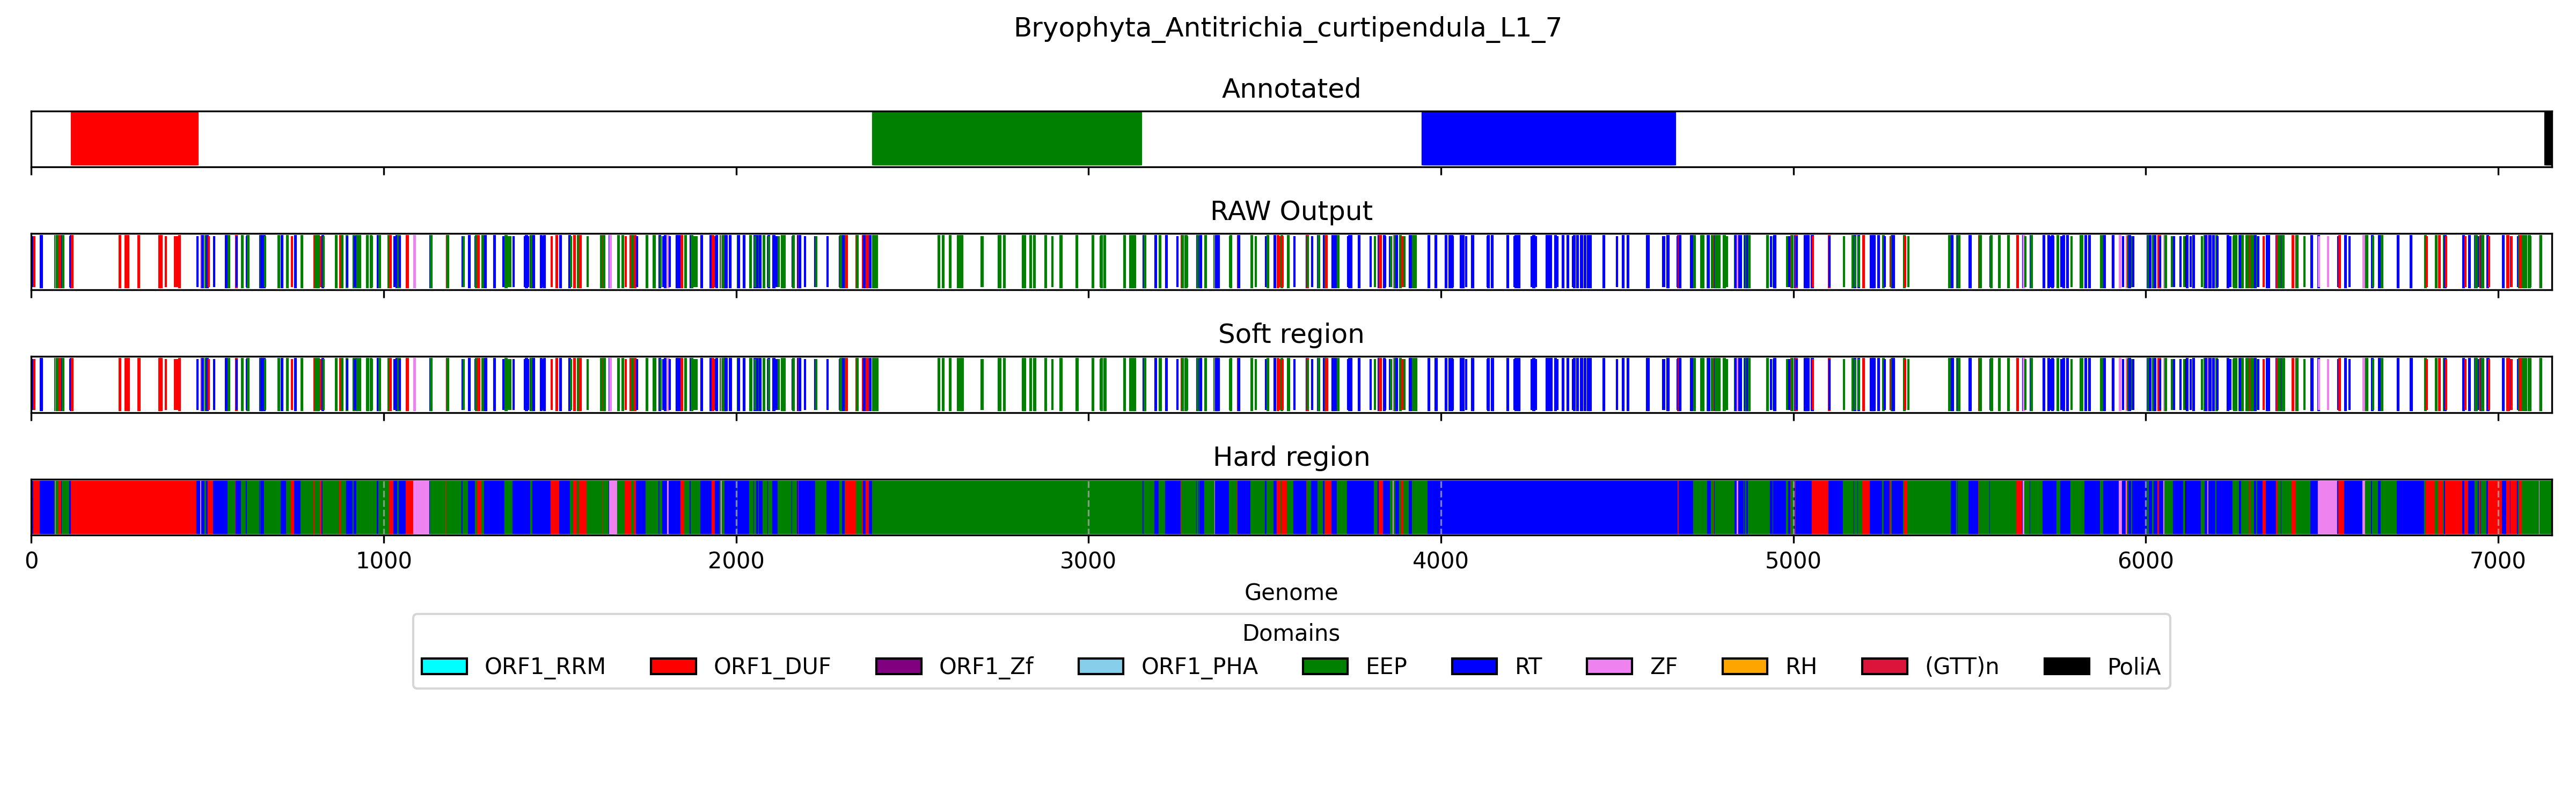 Bryophyta_Antitrichia_curtipendula_L1_7
Annotated
RAW Output
Soft region
Hard region
0 1000 2000 3000 4000 5000 6000 7000
Genome
Domains
ORF1_RRM ORF1_DUF ORF1_Zf ORF1_PHA EEP RT ZF RH (GTT)n PoliA